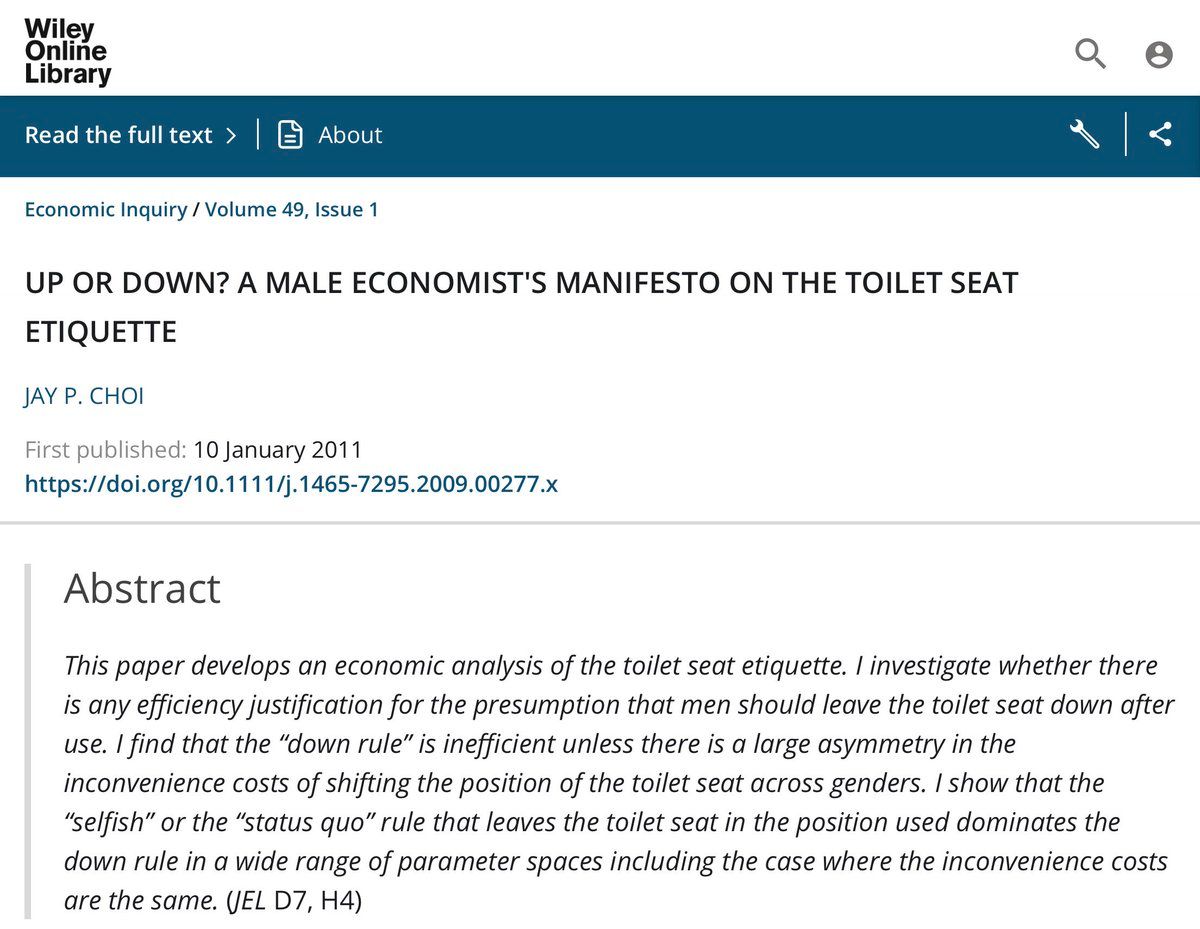 Wiley
Online
Library
Read the full text >
About
Economic Inquiry / Volume 49, Issue 1
UP OR DOWN? A MALE ECONOMIST'S MANIFESTO ON THE TOILET SEAT
ETIQUETTE
JAY P. CHOI
First published: 10 January 2011
https://doi.org/10.1111/j.1465-7295.2009.00277.x
Abstract
This paper develops an economic analysis of the toilet seat etiquette. I investigate whether there
is any efficiency justification for the presumption that men should leave the toilet seat down after
use. I find that the “down rule” is inefficient unless there is a large asymmetry in the
inconvenience costs of shifting the position of the toilet seat across genders. I show that the
“selfish” or the “status quo” rule that leaves the toilet seat in the position used dominates the
down rule in a wide range of parameter spaces including the case where the inconvenience costs
are the same. (JEL D7, H4)